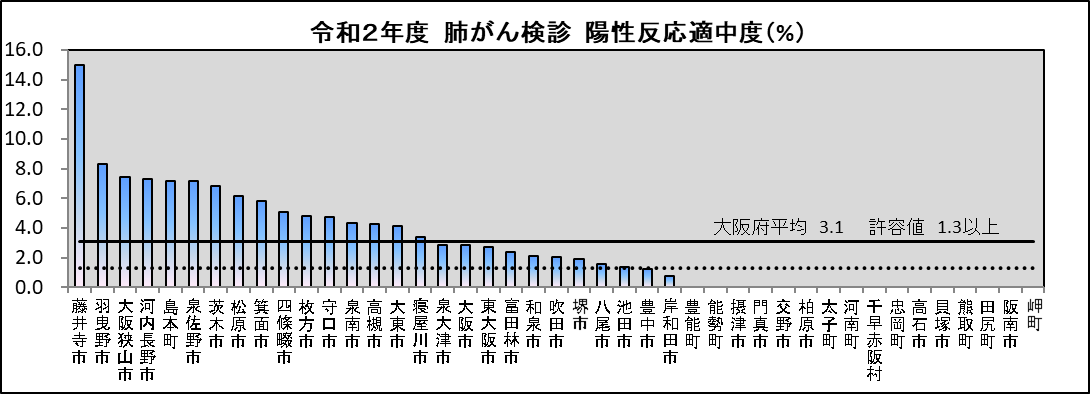 令和2年度 肺がん検診 陽性反応適中度(%)
16.0
14.0
12.0
10.0
8.0
6.0
4.0
2.0
0.0
大阪府平均 3.1 許容値 1.3以上
藤井寺市
羽曳野市
大阪狭山市
河内長野市
島本町
泉佐野市
茨木市
松原市
箕面市
四條畷市
枚方市
守口市
泉南市
高槻市
大東市
寝屋川市
泉大津市
大阪市
東大阪市
富田林市
和泉市
吹田市
堺市
八尾市
池田市
豊中市
岸和田市
豊能町
能勢町
摂津市
門真市
交野市
柏原市
太子町
河南町
千早赤阪村
忠岡町
高石市
貝塚市
熊取町
田尻町
阪南市
岬町